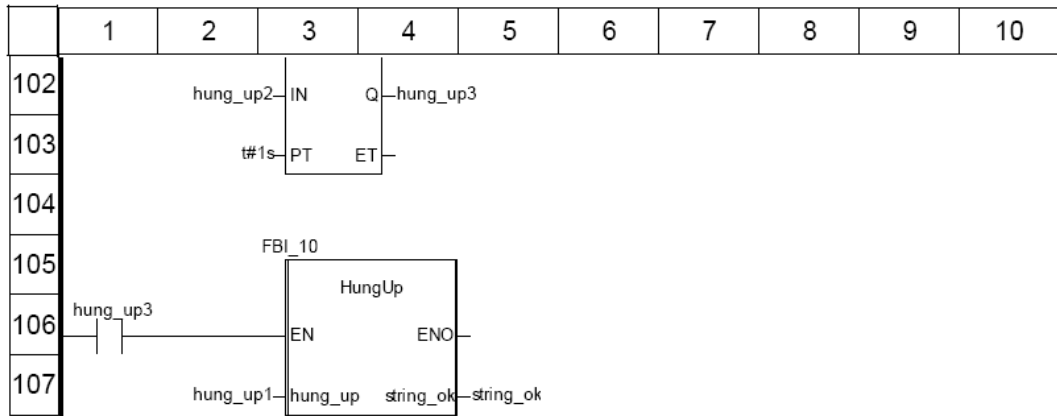 1 2 3 4 5 6 7 8 9 10
102
hung_up2 IN Q hung_up3
103
t#1s PT ET
104
105
FBI_10
HungUp
106
hung_up3
EN ENO
107
hung_up1 hung_up string_ok string_ok